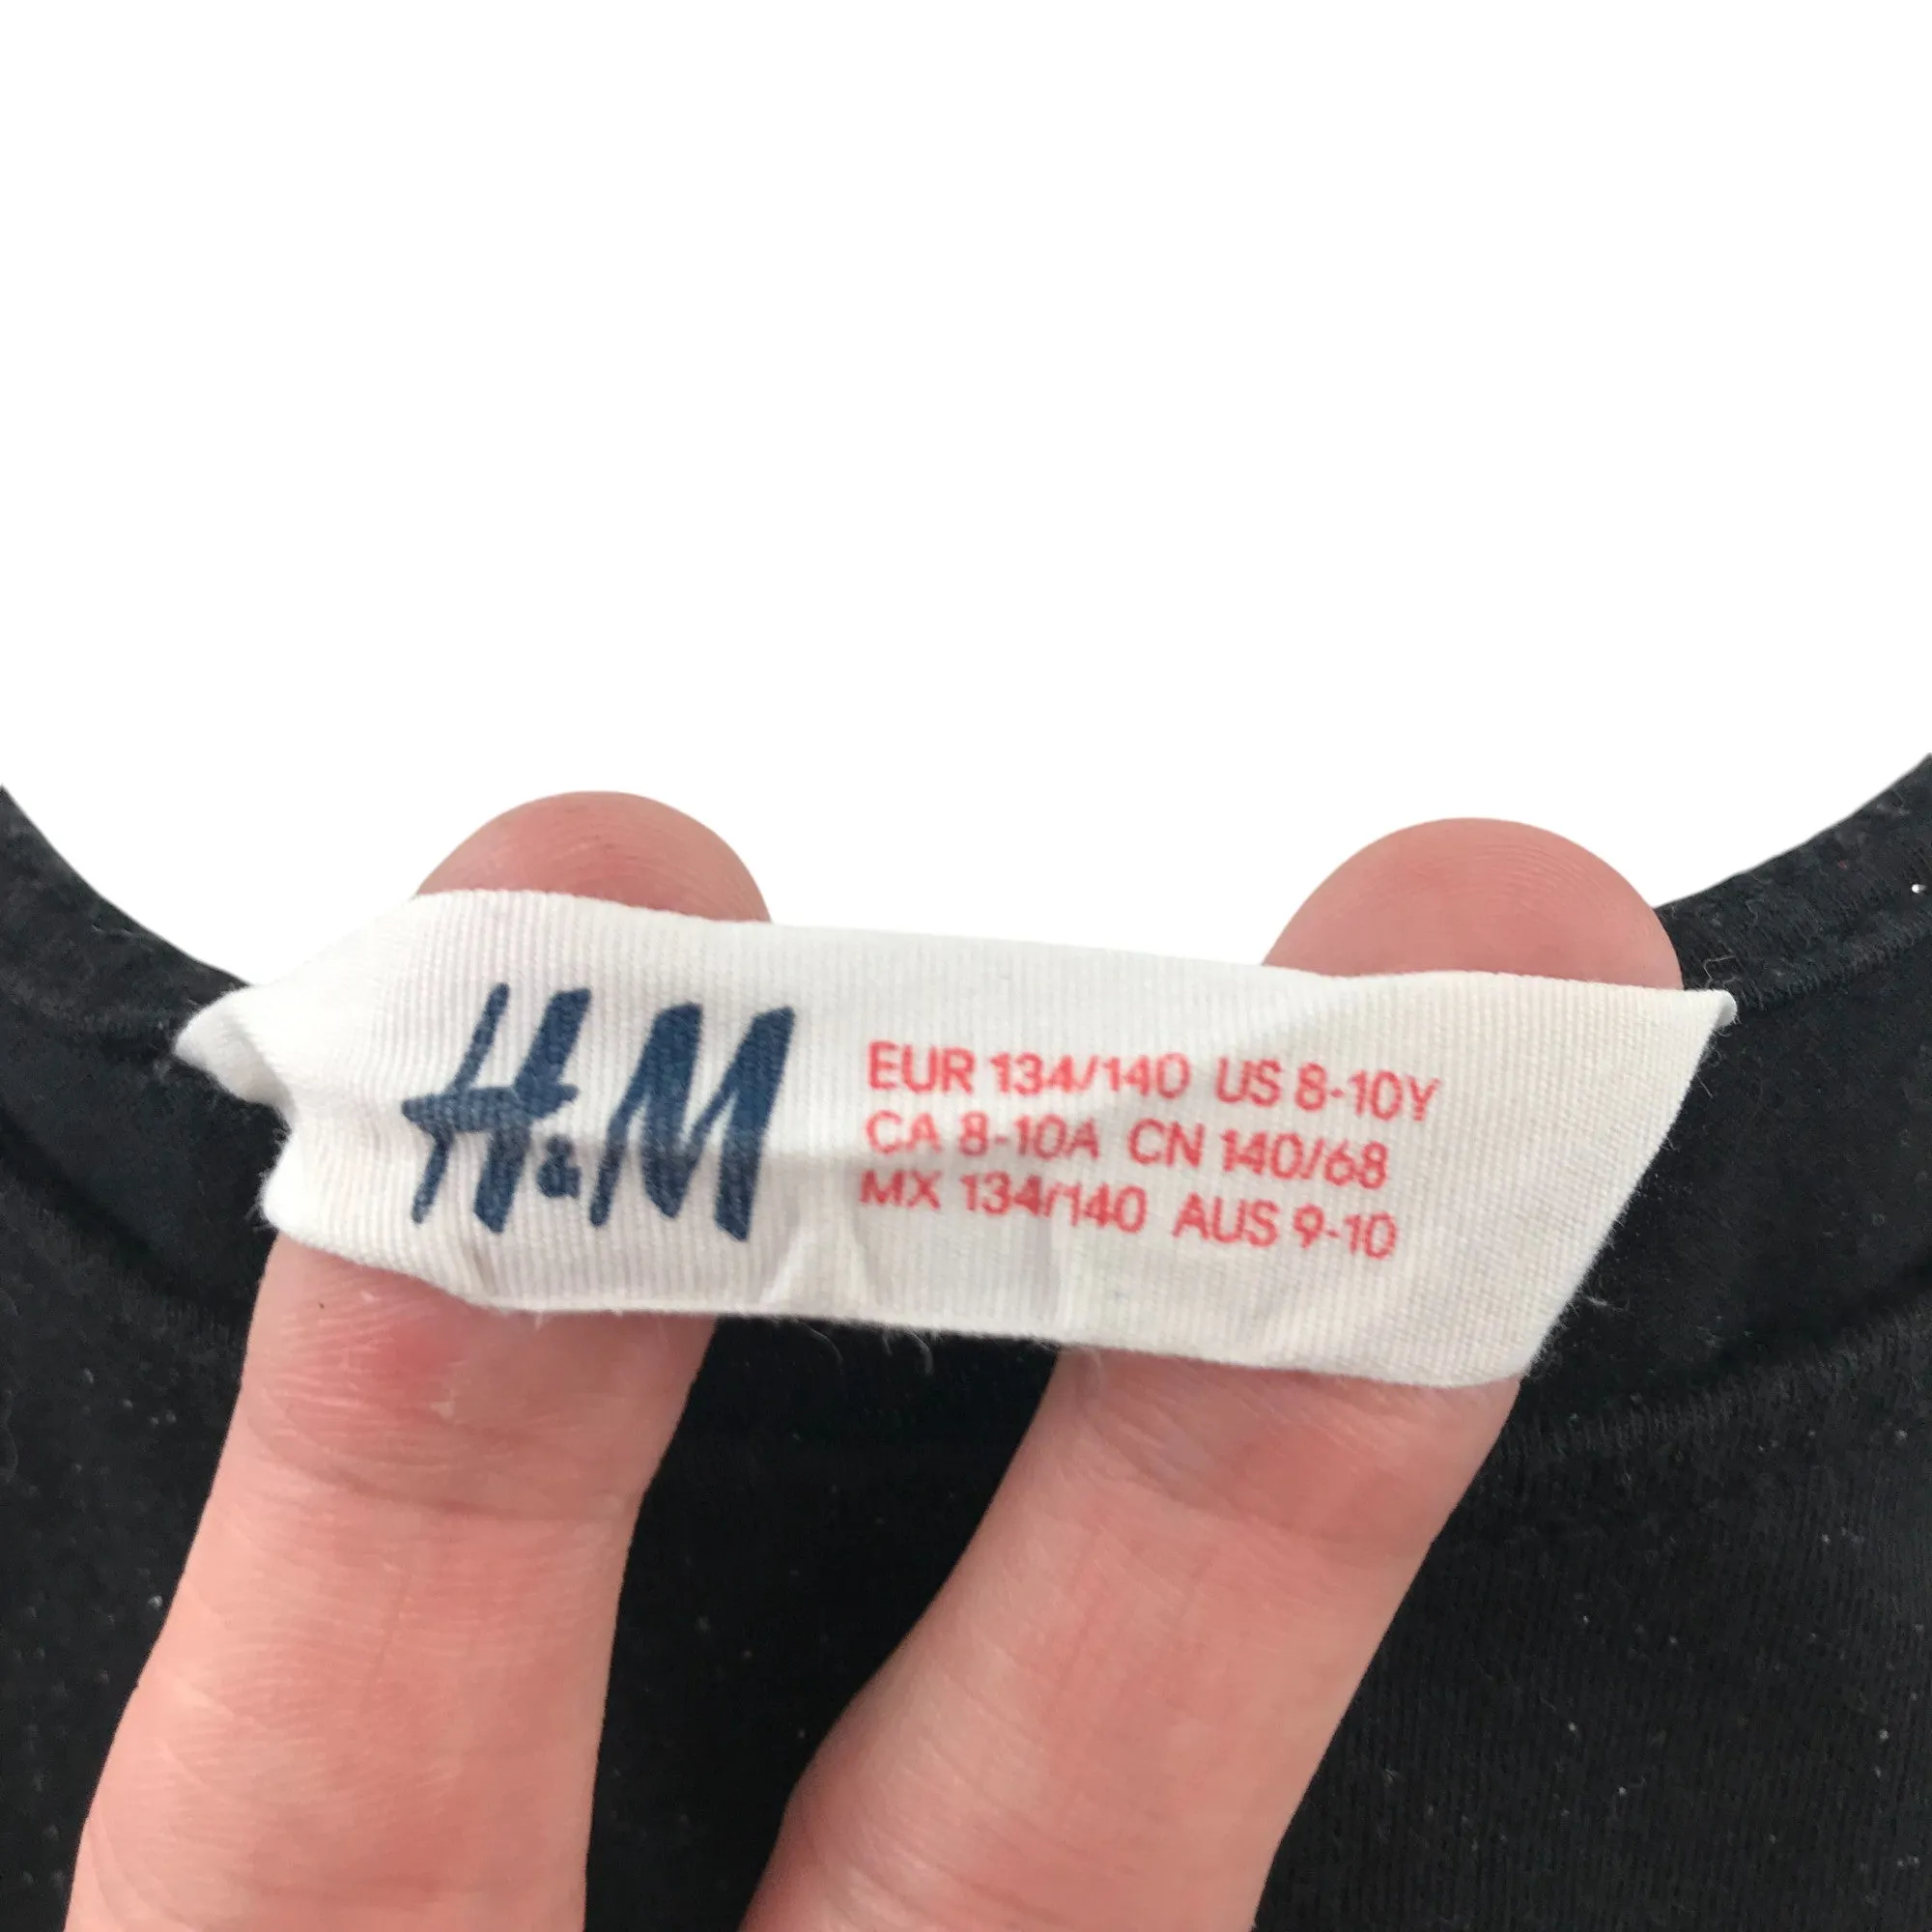 H&M
EUR 134/140 US 8-10Y
CA 8-10A CN 140/68
MX 134/140 AUS 9-10